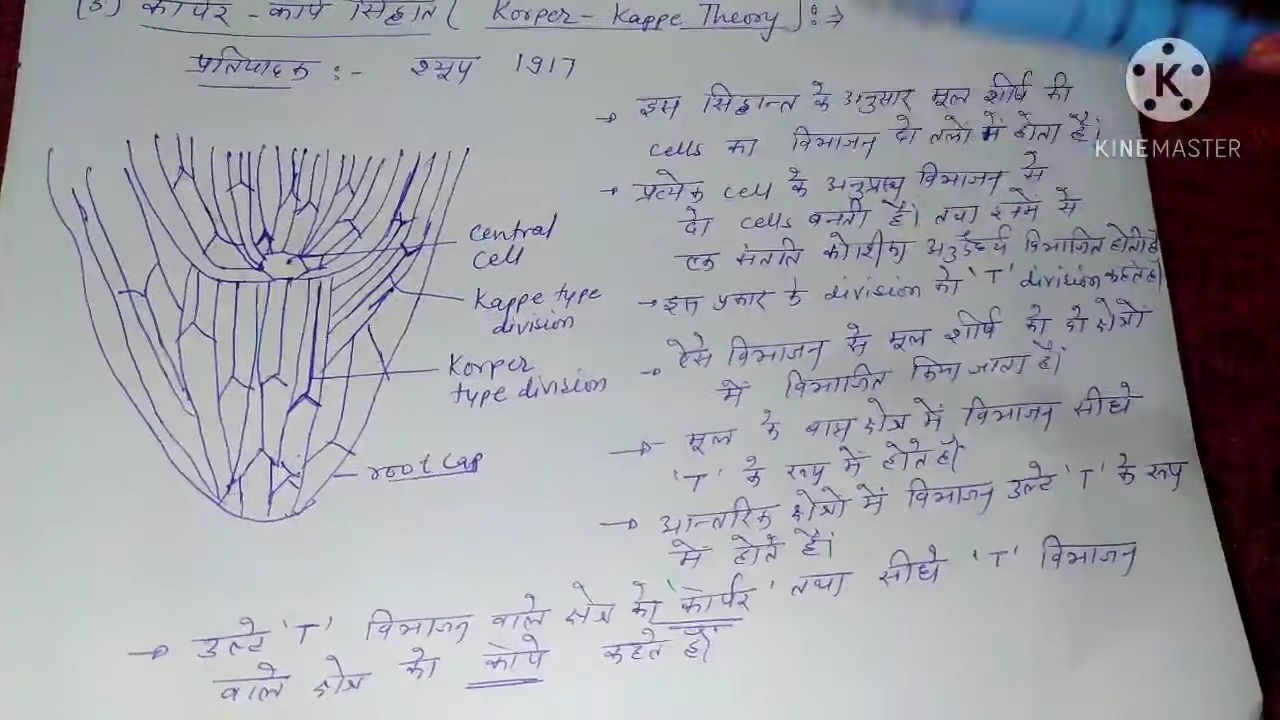 (3) कॉर्पर - कापे सिद्धांत ( Korper - Kappe Theory ) : →
प्रतिपादक :- श्यूप 1917
→ इस सिद्धान्त के अनुसार मूल शीर्ष की
cells का विभाजन दो तलों में होता है।
→ प्रत्येक cell के अनुप्रस्थ विभाजन से
दो cells बनती है। तथा इनमें से
एक संतति कोशिका अनुदैर्ध्य विभाजित होती है
→ इस प्रकार के division को 'T' division कहते है।
→ ऐसे विभाजन से मूल शीर्ष को दो क्षेत्रों
में विभाजित किया जाता है।
→ मूल के बाह्य क्षेत्र में विभाजन सीधे
'T' के रूप में होते है।
→ आन्तरिक क्षेत्रो में विभाजन उल्टे 'T' के रूप
में होते है।
→ उल्टे 'T' विभाजन वाले क्षेत्र को 'कॉर्पर' तथा सीधे 'T' विभाजन
वाले क्षेत्र को कापे कहते है।
central
cell
Kappe type
division
Korper
type division
root cap
K
KINEMASTER